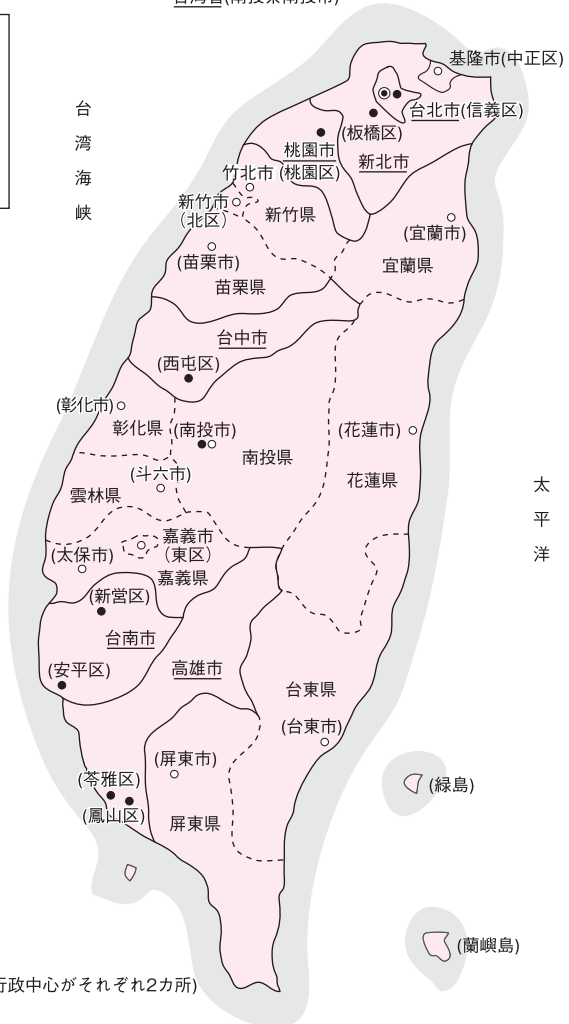 台湾省(南投県南投市)
基隆市(中正区)
台北市(信義区)
(板橋区)
新北市
桃園市
(桃園区)
竹北市
新竹市
(北区)
新竹県
(宜蘭市)
宜蘭県
(苗栗市)
苗栗県
台湾海峡
台中市
(西屯区)
(彰化市)
彰化県
(南投市)
南投県
(花蓮市)
花蓮県
(斗六市)
雲林県
太平洋
嘉義市
(東区)
(太保市)
嘉義県
(新営区)
台南市
(安平区)
高雄市
台東県
(台東市)
(屏東市)
屏東県
(苓雅区)
(鳳山区)
(緑島)
(蘭嶼島)
行政中心がそれぞれ2カ所)